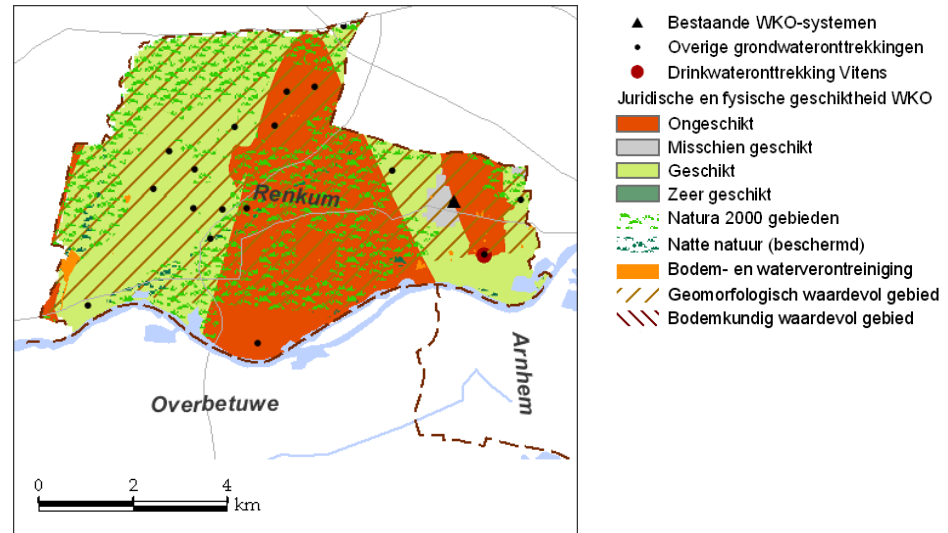 Renkum
Overbetuwe
Arnhem
0 2 4
km
Bestaande WKO-systemen
Overige grondwateronttrekkingen
Drinkwateronttrekking Vitens
Juridische en fysische geschiktheid WKO
Ongeschikt
Misschien geschikt
Geschikt
Zeer geschikt
Natura 2000 gebieden
Natte natuur (beschermd)
Bodem- en waterverontreiniging
Geomorfologisch waardevol gebied
Bodemkundig waardevol gebied